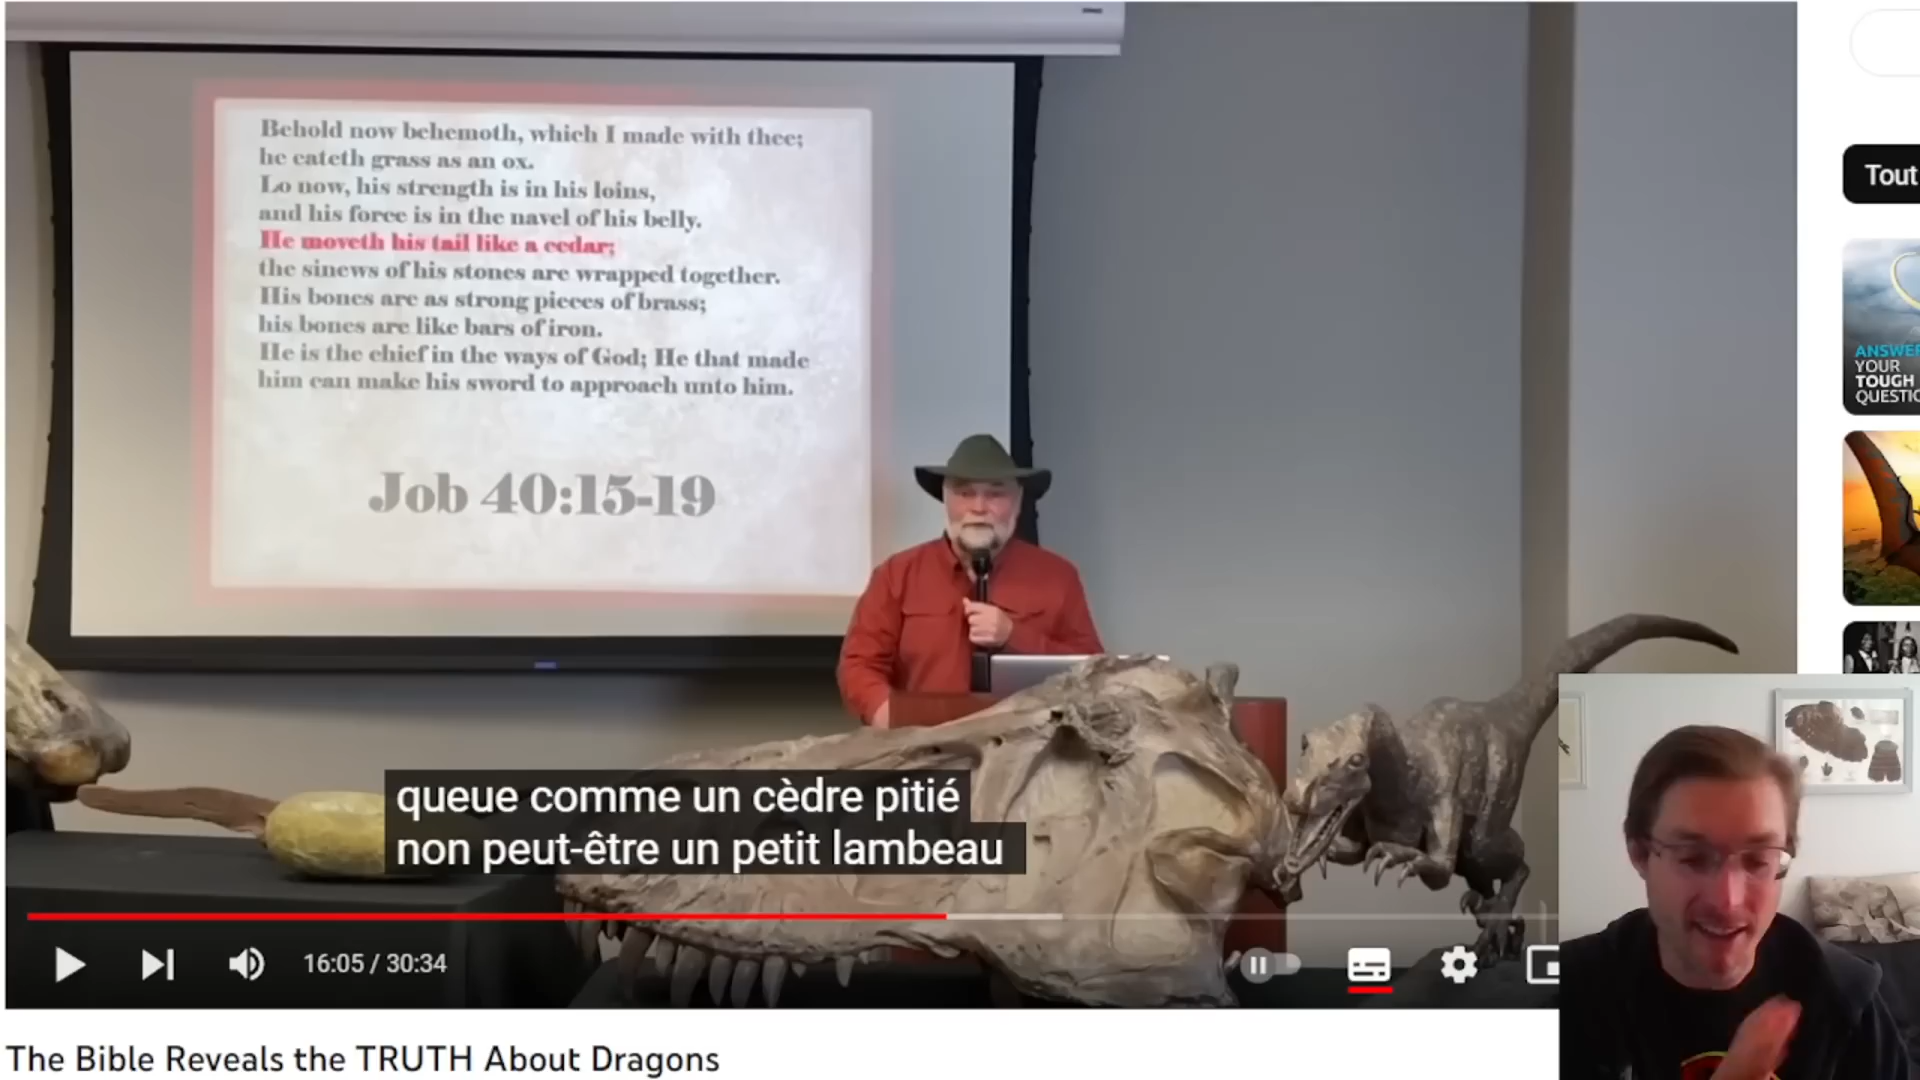 Behold now behemoth, which I made with thee;
he eateth grass as an ox.
Lo now, his strength is in his loins,
and his force is in the navel of his belly.
He moveth his tail like a cedar;
the sinews of his stones are wrapped together.
His bones are as strong pieces of brass;
his bones are like bars of iron.
He is the chief in the ways of God; He that made
him can make his sword to approach unto him.
Job 40:15-19
queue comme un cèdre pitié
non peut-être un petit lambeau
16:05 / 30:34
The Bible Reveals the TRUTH About Dragons
Tout
YOUR
TOUGH